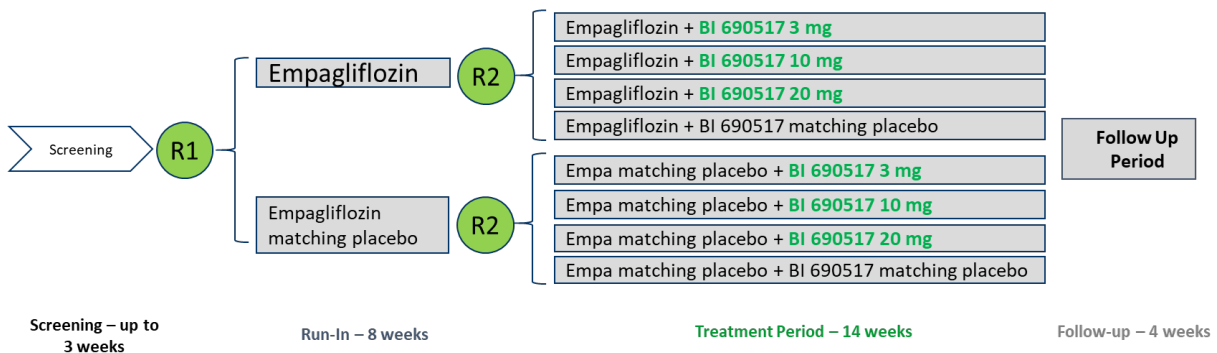 Screening
R1
Empagliflozin
R2
Empagliflozin + BI 690517 3 mg
Empagliflozin + BI 690517 10 mg
Empagliflozin + BI 690517 20 mg
Empagliflozin + BI 690517 matching placebo
Empagliflozin
matching placebo
R2
Empa matching placebo + BI 690517 3 mg
Empa matching placebo + BI 690517 10 mg
Empa matching placebo + BI 690517 20 mg
Empa matching placebo + BI 690517 matching placebo
Follow Up
Period
Screening – up to
3 weeks
Run-In – 8 weeks
Treatment Period – 14 weeks
Follow-up – 4 weeks